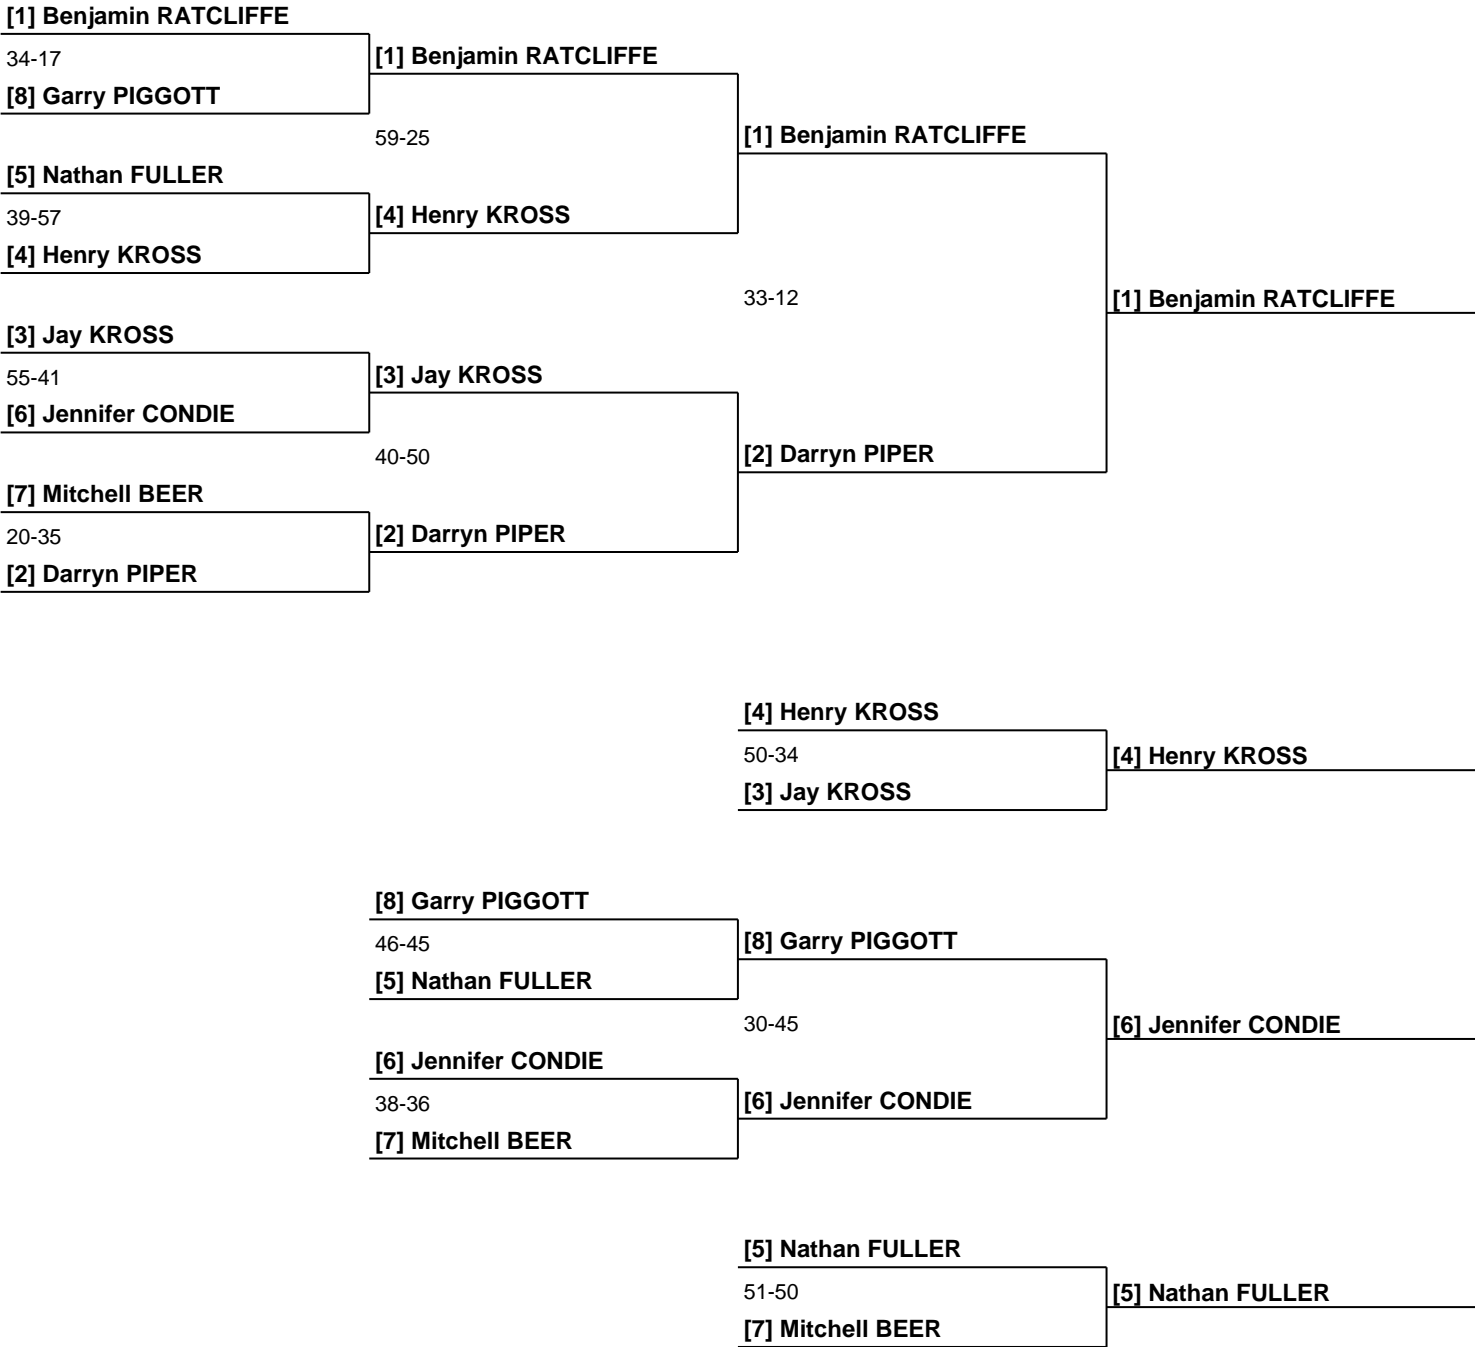 [1] Benjamin RATCLIFFE
34-17
[8] Garry PIGGOTT
[5] Nathan FULLER
39-57
[4] Henry KROSS
[3] Jay KROSS
55-41
[6] Jennifer CONDIE
[7] Mitchell BEER
20-35
[2] Darryn PIPER
[1] Benjamin RATCLIFFE
59-25
[4] Henry KROSS
[3] Jay KROSS
40-50
[2] Darryn PIPER
[1] Benjamin RATCLIFFE
33-12
[2] Darryn PIPER
[1] Benjamin RATCLIFFE
[4] Henry KROSS
50-34
[3] Jay KROSS
[4] Henry KROSS
[8] Garry PIGGOTT
46-45
[5] Nathan FULLER
[6] Jennifer CONDIE
38-36
[7] Mitchell BEER
[8] Garry PIGGOTT
30-45
[6] Jennifer CONDIE
[6] Jennifer CONDIE
[5] Nathan FULLER
51-50
[7] Mitchell BEER
[5] Nathan FULLER